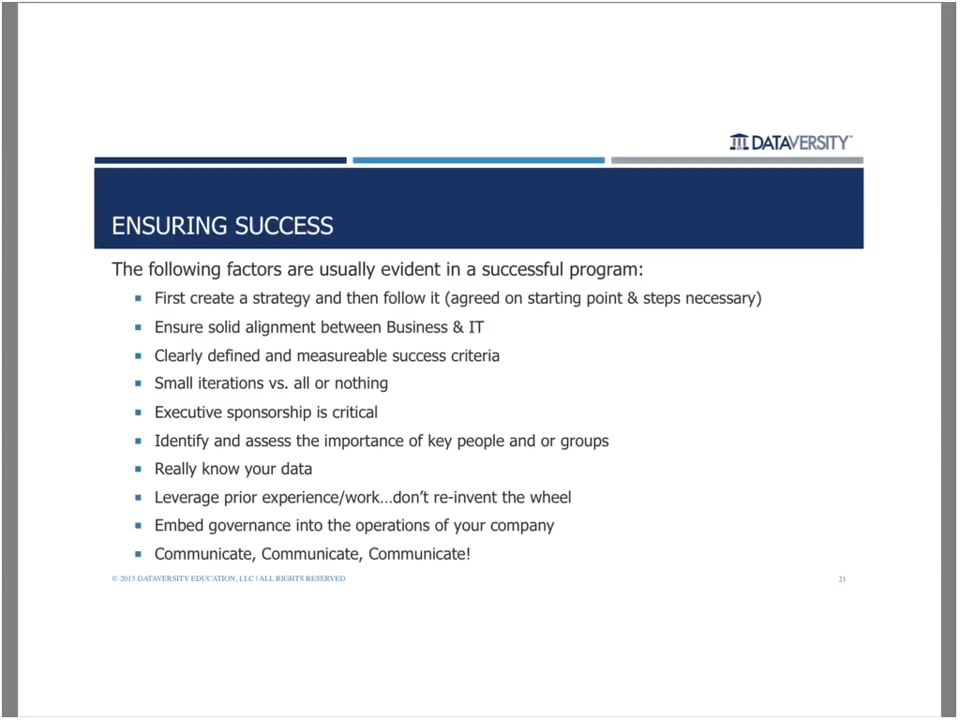 DATAVERSITY
ENSURING SUCCESS
The following factors are usually evident in a successful program:
First create a strategy and then follow it (agreed on starting point & steps necessary)
Ensure solid alignment between Business & IT
Clearly defined and measureable success criteria
Small iterations vs. all or nothing
Executive sponsorship is critical
Identify and assess the importance of key people and or groups
Really know your data
Leverage prior experience/work…don't re-invent the wheel
Embed governance into the operations of your company
Communicate, Communicate, Communicate!
© 2015 DATAVERSITY EDUCATION, LLC | ALL RIGHTS RESERVED
21